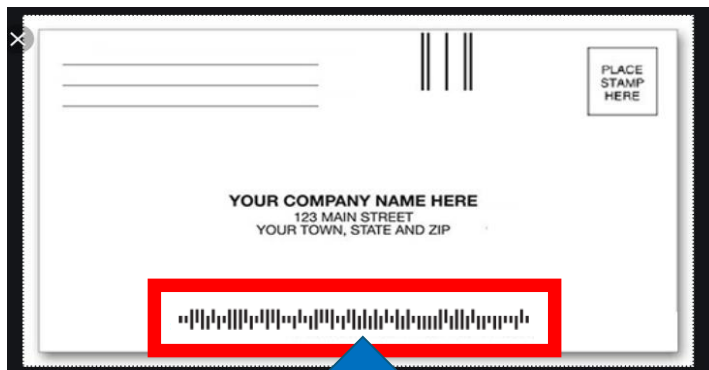 PLACE
STAMP
HERE
YOUR COMPANY NAME HERE
123 MAIN STREET
YOUR TOWN, STATE AND ZIP